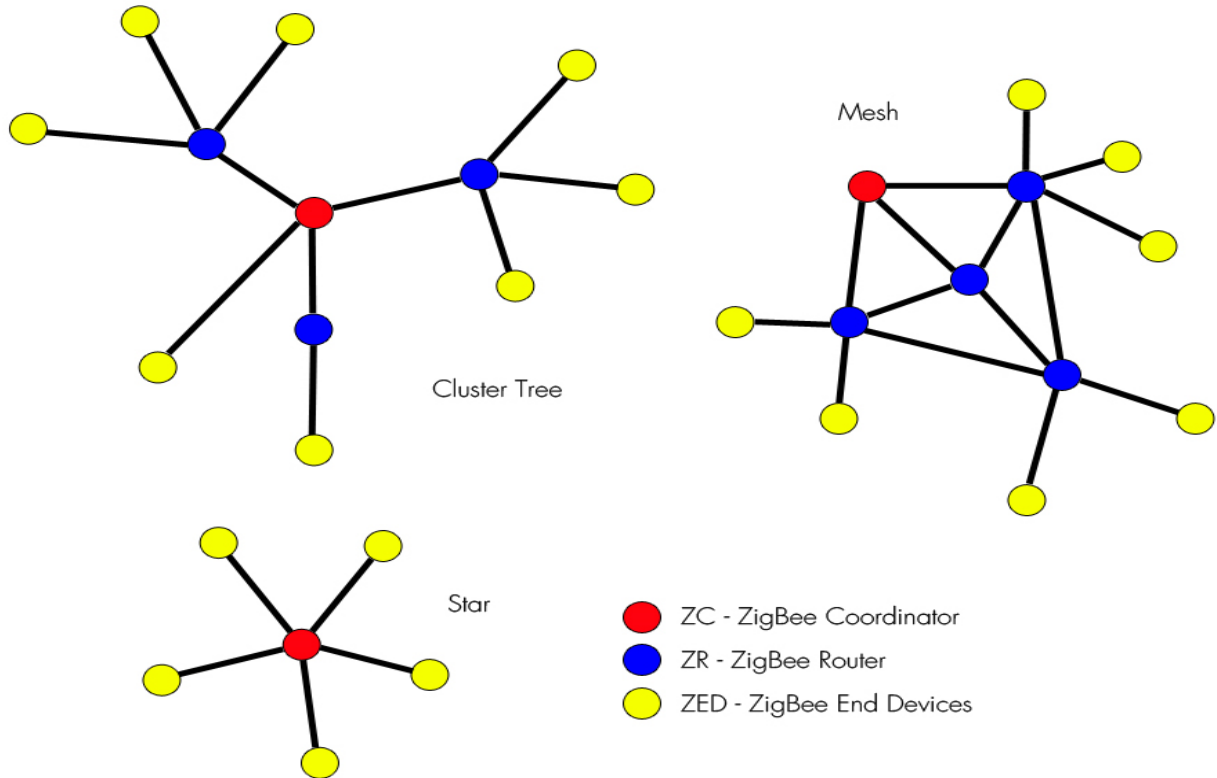 Mesh
Cluster Tree
Star
ZC - ZigBee Coordinator
ZR - ZigBee Router
ZED - ZigBee End Devices